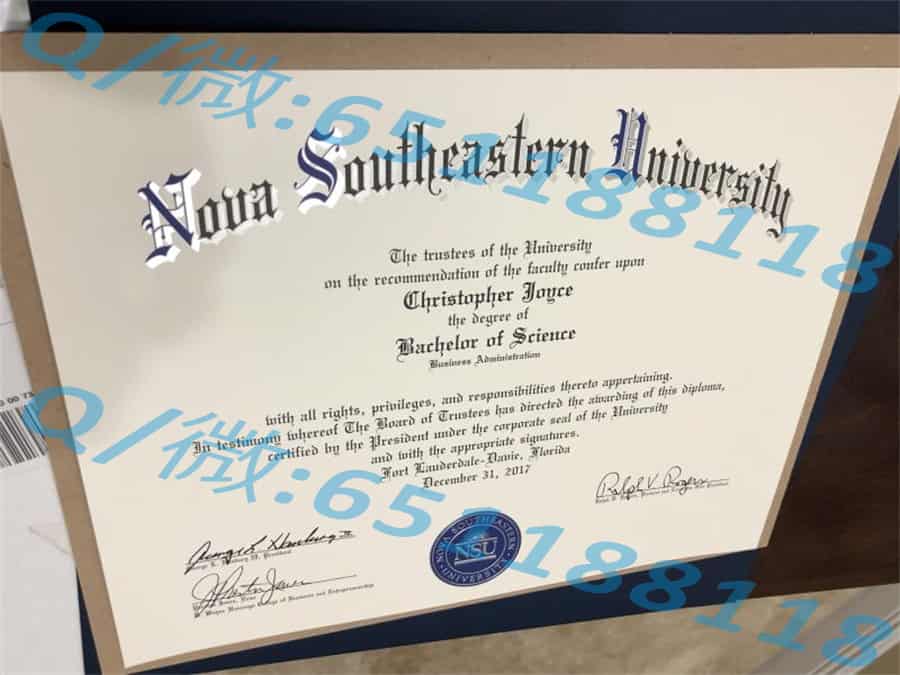 Q/微:651188118
Nova Southeastern University
The trustees of the University
on the recommendation of the faculty confer upon
Christopher Joyce
the degree of
Bachelor of Science
Business Administration
with all rights, privileges, and responsibilities thereto appertaining.
In testimony whereof The Board of Trustees has directed the awarding of this diploma,
certified by the President under the corporate seal of the University
and with the appropriate signatures.
Fort Lauderdale-Davie, Florida
December 31, 2017
Q/微:651188118
NOVA SOUTHEASTERN
NSU
UNIVERSITY